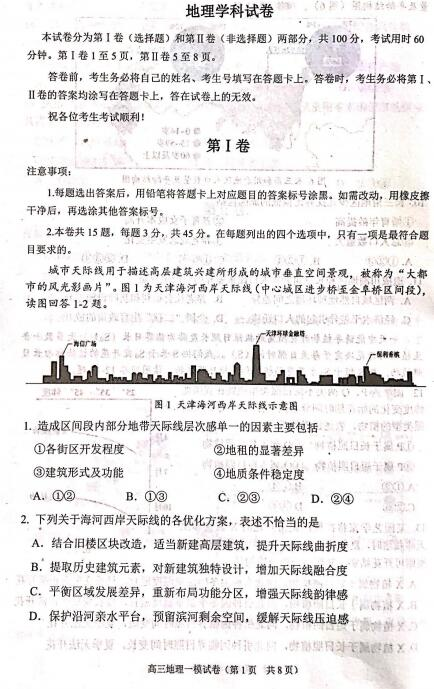 地理学科试卷
本试卷分为第Ⅰ卷（选择题）和第Ⅱ卷（非选择题）两部分，共 100 分，考试用时 60
分钟。第Ⅰ卷 1 至 5 页，第Ⅱ卷 5 至 8 页。
答卷前，考生务必将自己的姓名、考生号填写在答题卡上。答卷时，考生务必将第Ⅰ、
Ⅱ卷的答案均涂写在答题卡上，答在试卷上的无效。
祝各位考生考试顺利！
第Ⅰ卷
注意事项：
1.每题选出答案后，用铅笔将答题卡上对应题目的答案标号涂黑。如需改动，用橡皮擦
干净后，再选涂其他答案标号。
2.本卷共 15 题，每题 3 分，共 45 分。在每题列出的四个选项中，只有一项是最符合题
目要求的。
城市天际线用于描述高层建筑兴建所形成的城市垂直空间景观，被称为“大都
市的风光影画片”。图 1 为天津海河西岸天际线（中心城区进步桥至金阜桥区间段），
读图回答 1-2 题。
海信广场
天津环球金融塔
保利香槟
图 1 天津海河西岸天际线示意图
1. 造成区间段内部分地带天际线层次感单一的因素主要包括
①各街区开发程度 ②地租的显著差异
③建筑形式及功能 ④地质条件稳定度
A. ①② B. ①③ C. ②③ D. ②④
2. 下列关于海河西岸天际线的各优化方案，表述不恰当的是
A. 结合旧楼区块改造，适当新建高层建筑，提升天际线曲折度
B. 提取历史建筑元素，对新建筑独特设计，增加天际线融合度
C. 平衡区域发展差异，重新布局功能分区，增强天际线韵律感
D. 保护沿河亲水平台，预留滨河剩余空间，缓解天际线压迫感
高三地理一模试卷（第 1 页 共 8 页）